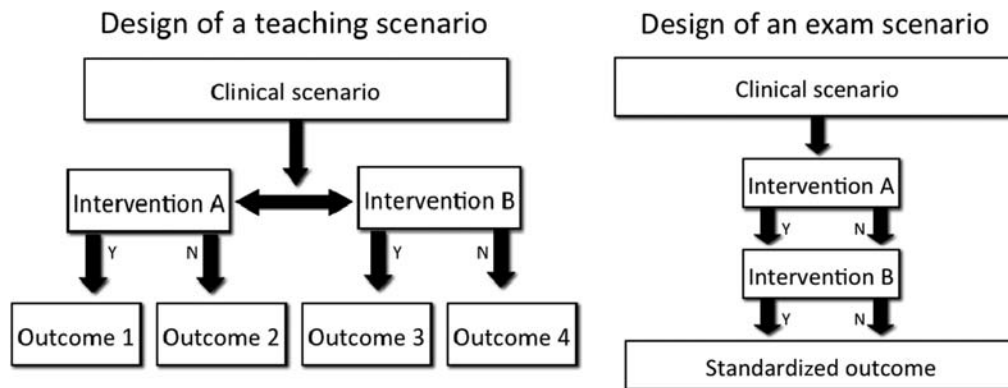 Design of a teaching scenario
Clinical scenario
Intervention A
Intervention B
Y
N
Y
N
Outcome 1
Outcome 2
Outcome 3
Outcome 4
Design of an exam scenario
Clinical scenario
Intervention A
Y
N
Intervention B
Y
N
Standardized outcome